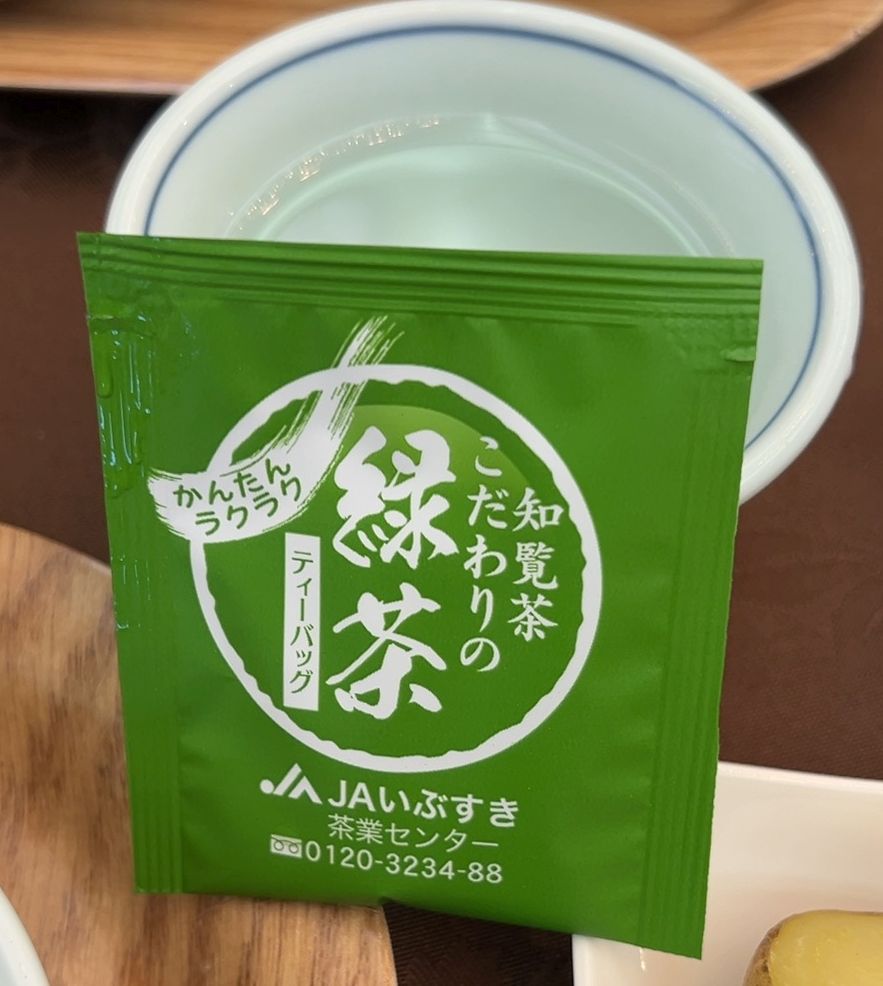 かんたん
ラクラク
知覧茶
こだわりの
緑茶
ティーバッグ
JAいぶすき
茶業センター
0120-3234-88